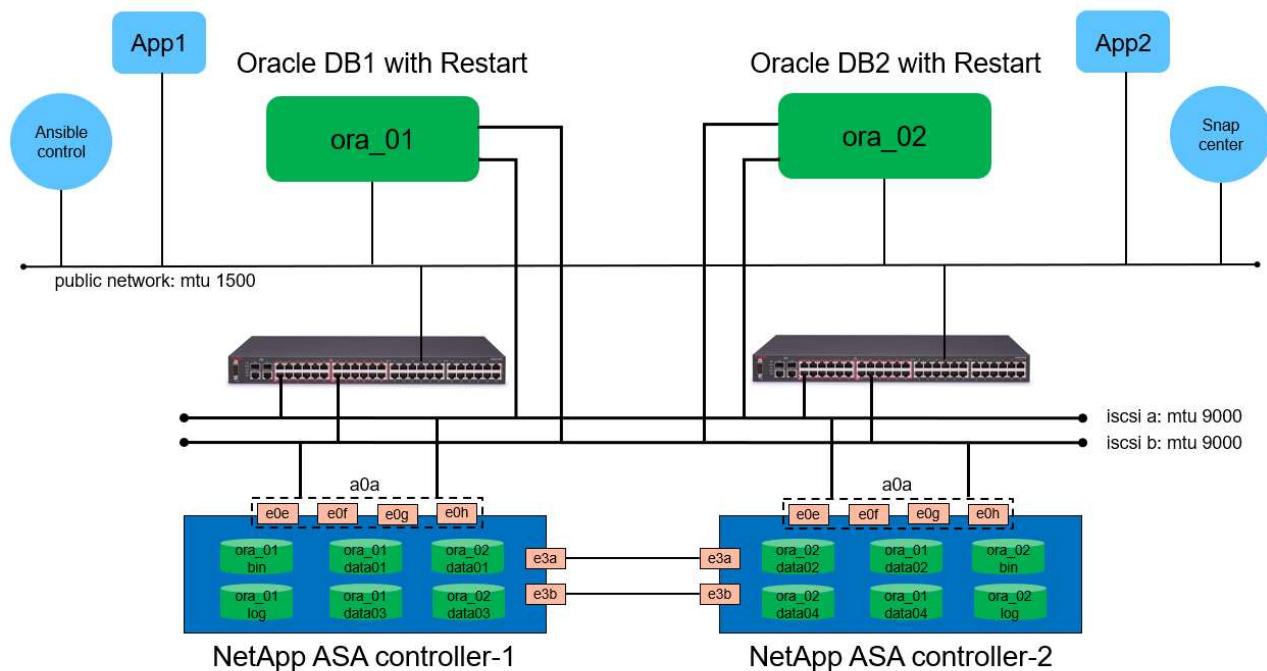 App1
App2
Oracle DB1 with Restart
Oracle DB2 with Restart
Ansible
control
ora_01
ora_02
Snap
center
public network: mtu 1500
iscsi a: mtu 9000
iscsi b: mtu 9000
a0a
a0a
e0e
e0f
e0g
e0h
e0e
e0f
e0g
e0h
ora_01
bin
ora_01
data01
ora_02
data01
e3a
e3a
ora_02
data02
ora_01
data02
ora_02
bin
ora_01
log
ora_01
data03
ora_02
data03
e3b
e3b
ora_02
data04
ora_01
data04
ora_02
log
NetApp ASA controller-1
NetApp ASA controller-2